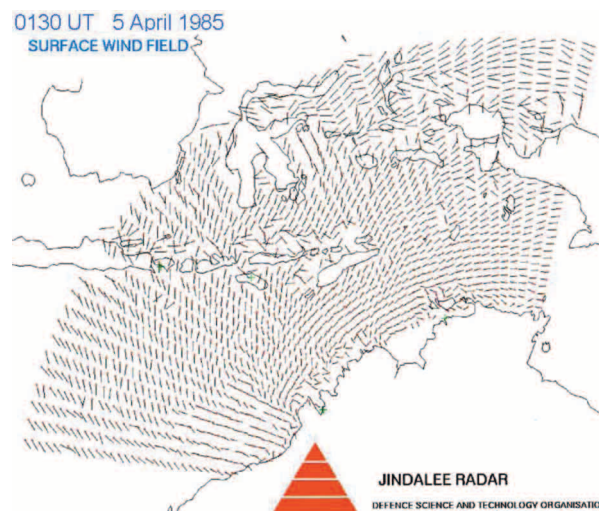 0130 UT 5 April 1985
SURFACE WIND FIELD
JINDALEE RADAR
DEFENCE SCIENCE AND TECHNOLOGY ORGANISATIO